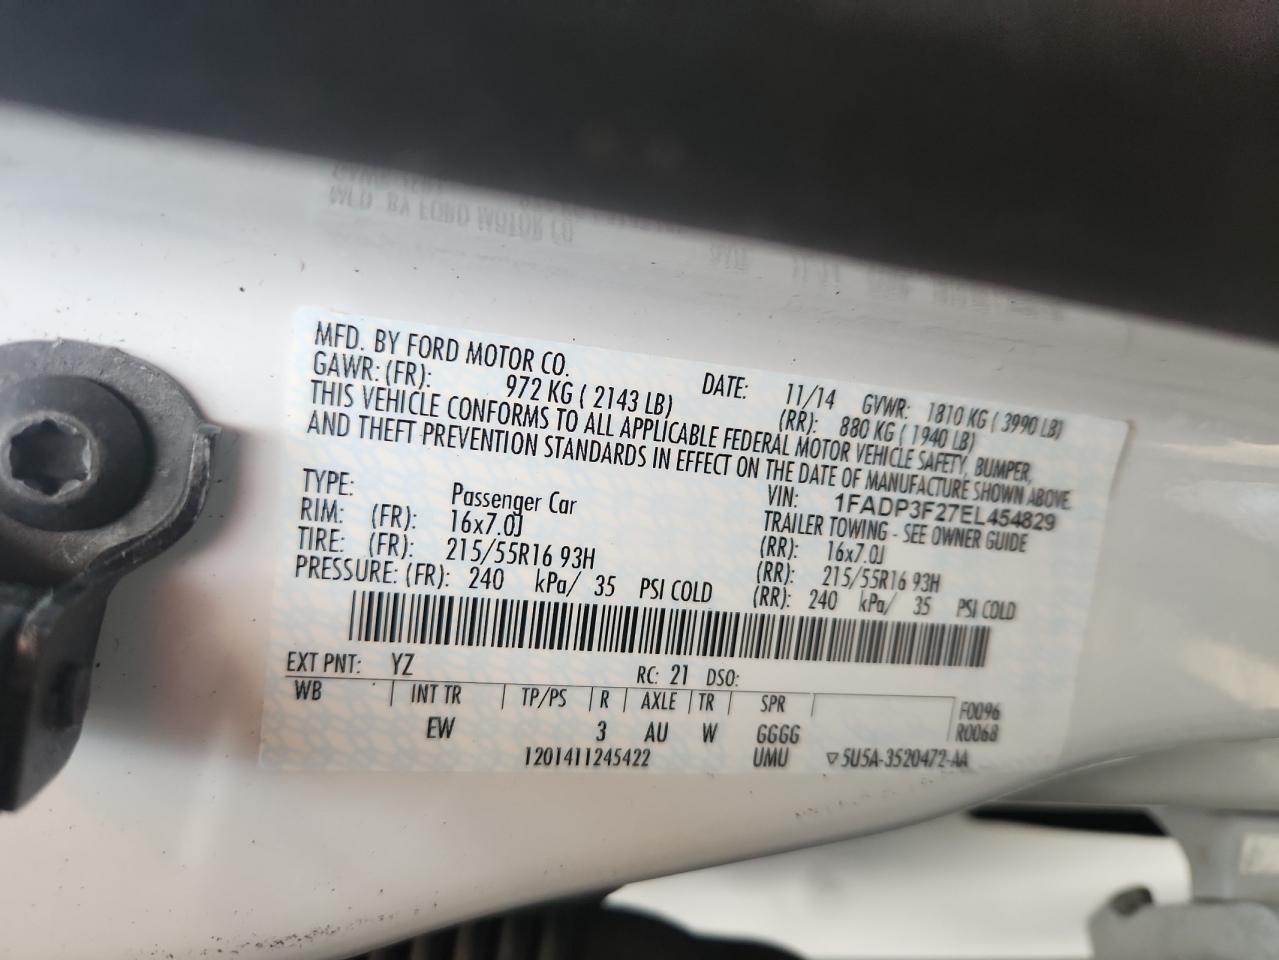 MFD. BY FORD MOTOR CO. DATE: 11/14 GVWR: 1810 KG ( 3990 LB)
GAWR: (FR): 972 KG ( 2143 LB) (RR): 880 KG ( 1940 LB)
THIS VEHICLE CONFORMS TO ALL APPLICABLE FEDERAL MOTOR VEHICLE SAFETY, BUMPER,
AND THEFT PREVENTION STANDARDS IN EFFECT ON THE DATE OF MANUFACTURE SHOWN ABOVE.
VIN: 1FADP3F27EL454829
TYPE: Passenger Car TRAILER TOWING - SEE OWNER GUIDE
RIM: (FR): 16x7.0J (RR): 16x7.0J
TIRE: (FR): 215/55R16 93H (RR): 215/55R16 93H
PRESSURE: (FR): 240 kPa/ 35 PSI COLD (RR): 240 kPa/ 35 PSI COLD
EXT PNT: YZ RC: 21 DSO:
WB INT TR TP/PS R AXLE TR SPR F0096
EW 3 AU W GGGG R0068
1201411245422 UMU ▽5U5A-3520472-AA